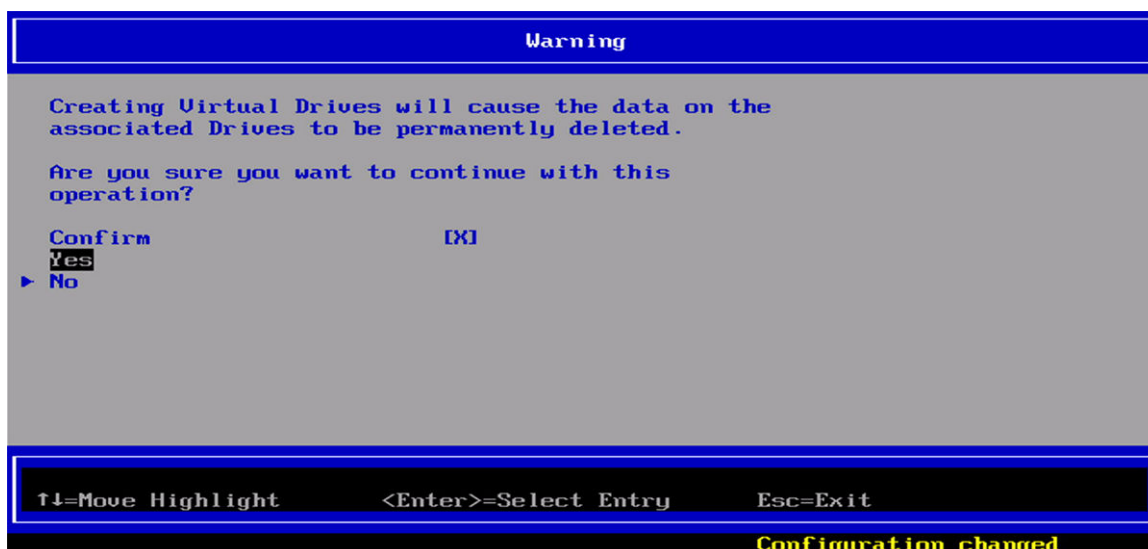 Warning
Creating Virtual Drives will cause the data on the
associated Drives to be permanently deleted.
Are you sure you want to continue with this
operation?
Confirm [X]
Yes
► No
↑↓=Move Highlight <Enter>=Select Entry Esc=Exit
Configuration changed